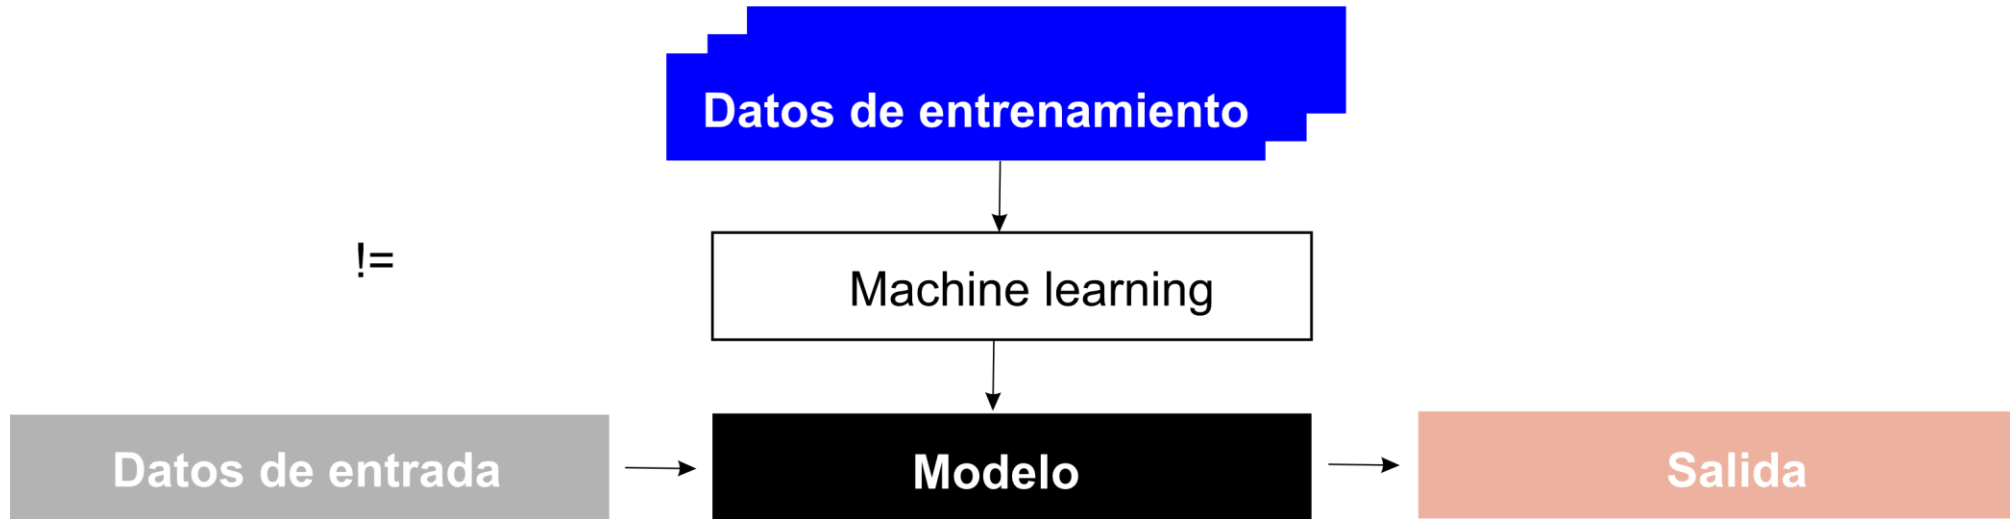 Datos de entrenamiento
!=
Machine learning
Datos de entrada
Modelo
Salida